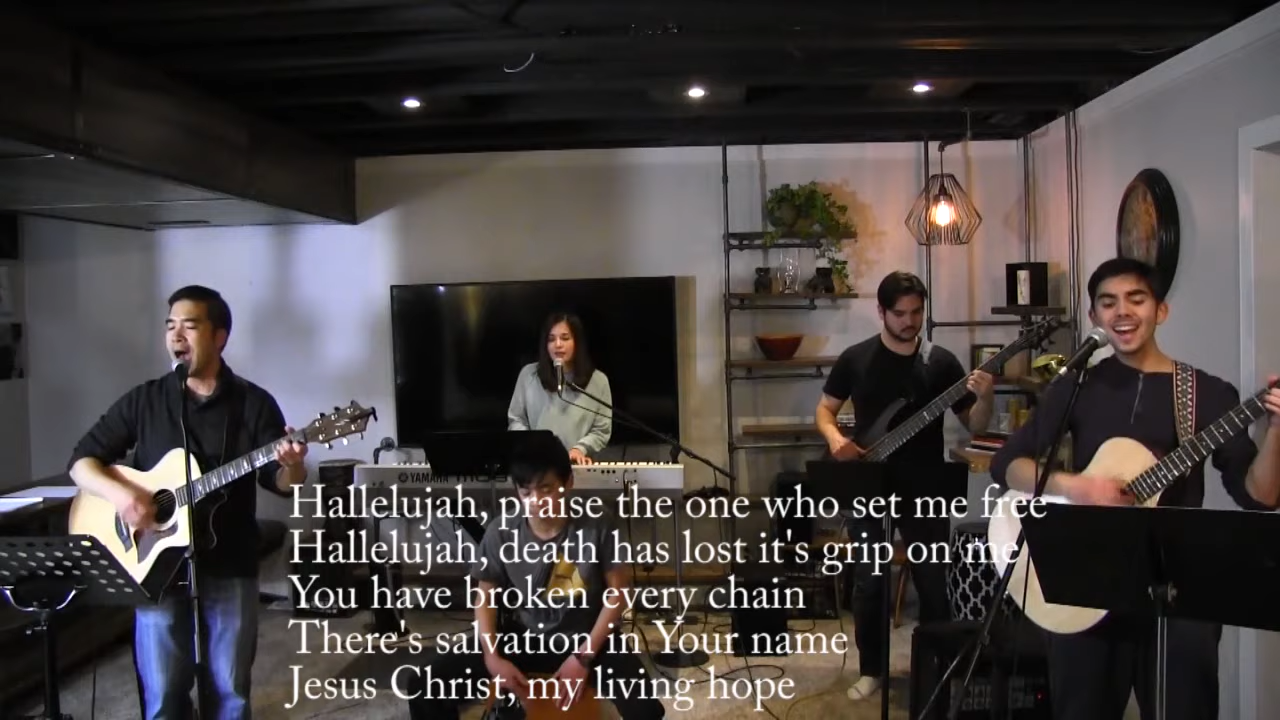 YAMAHA
Hallelujah, praise the one who set me free
Hallelujah, death has lost it's grip on me
You have broken every chain
There's salvation in Your name
Jesus Christ, my living hope